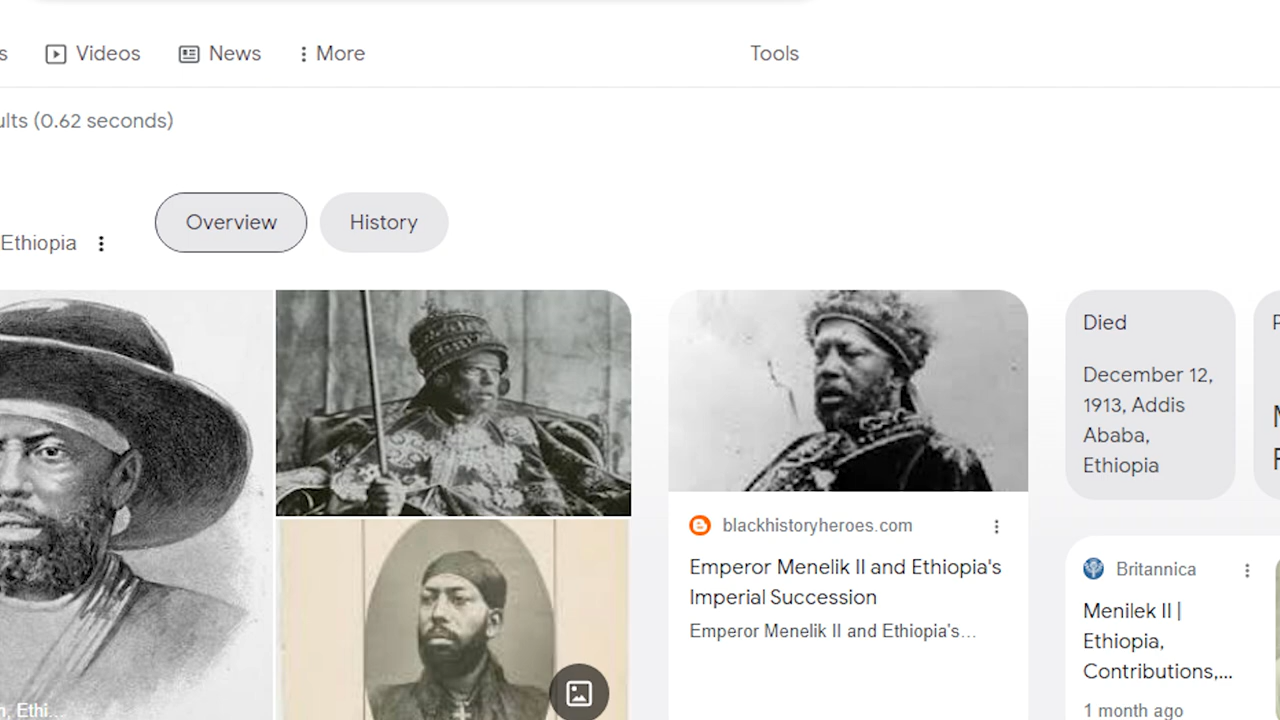 s Videos News More Tools
ults (0.62 seconds)
Overview History
Ethiopia
Died
December 12,
1913, Addis
Ababa,
Ethiopia
blackhistoryheroes.com
Emperor Menelik II and Ethiopia's
Imperial Succession
Emperor Menelik II and Ethiopia's...
Britannica
Menilek II |
Ethiopia,
Contributions,...
1 month ago
n, Ethi...